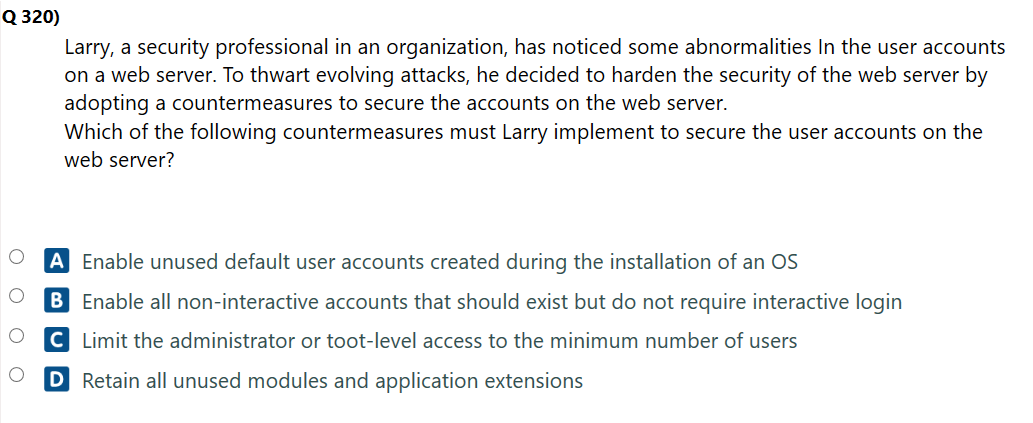 Q 320)
Larry, a security professional in an organization, has noticed some abnormalities In the user accounts
on a web server. To thwart evolving attacks, he decided to harden the security of the web server by
adopting a countermeasures to secure the accounts on the web server.
Which of the following countermeasures must Larry implement to secure the user accounts on the
web server?
A Enable unused default user accounts created during the installation of an OS
B Enable all non-interactive accounts that should exist but do not require interactive login
C Limit the administrator or toot-level access to the minimum number of users
D Retain all unused modules and application extensions